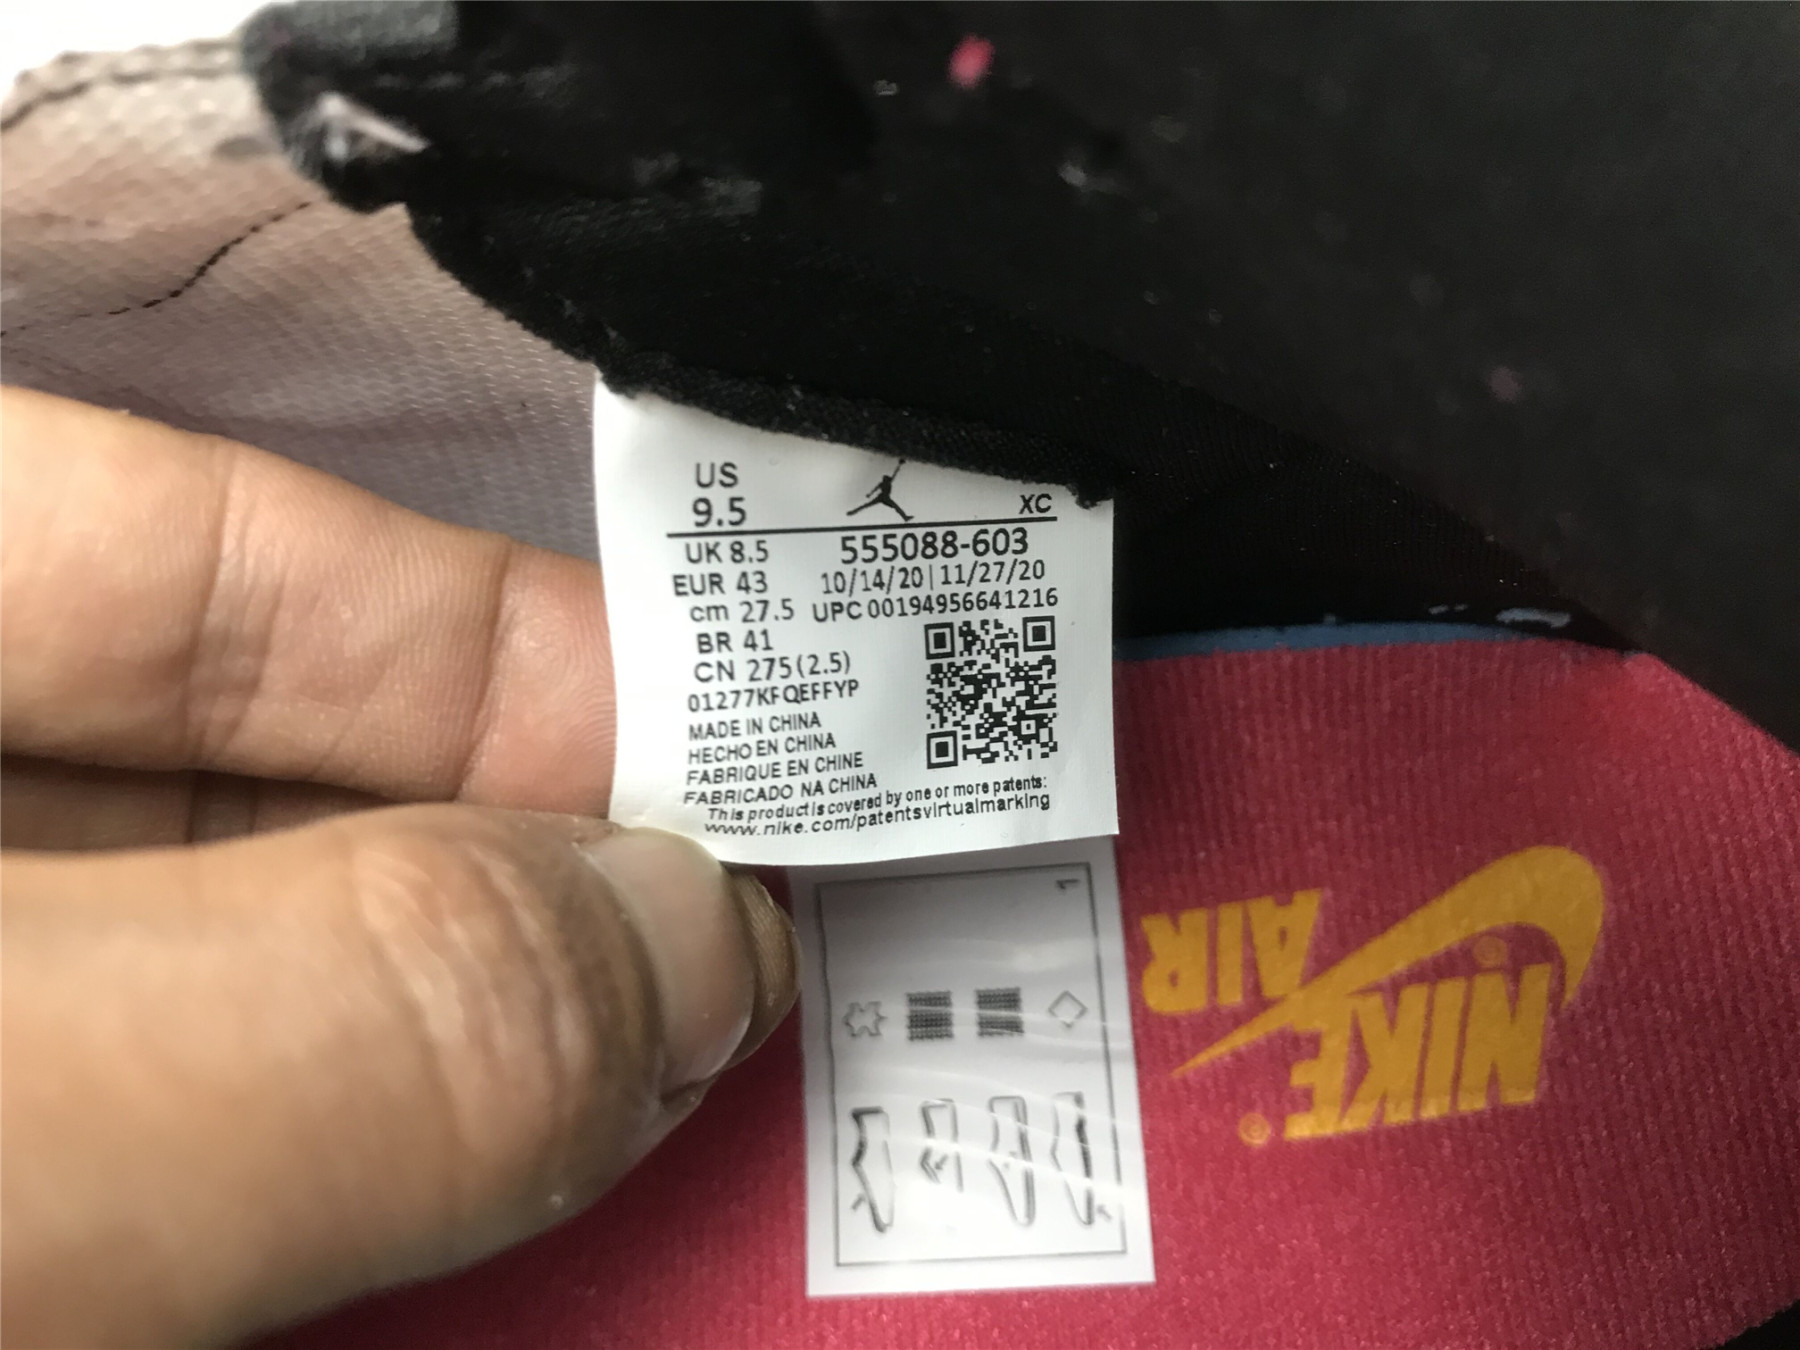 US
9.5
XC
UK 8.5
555088-603
EUR 43
10/14/20|11/27/20
cm 27.5
UPC 00194956641216
BR 41
CN 275(2.5)
01277KFQEFFYP
MADE IN CHINA
HECHO EN CHINA
FABRIQUE EN CHINE
FABRICADO NA CHINA
This product is covered by one or more patents:
www.nike.com/patentsvirtualmarking
1
NIKE®
AIR